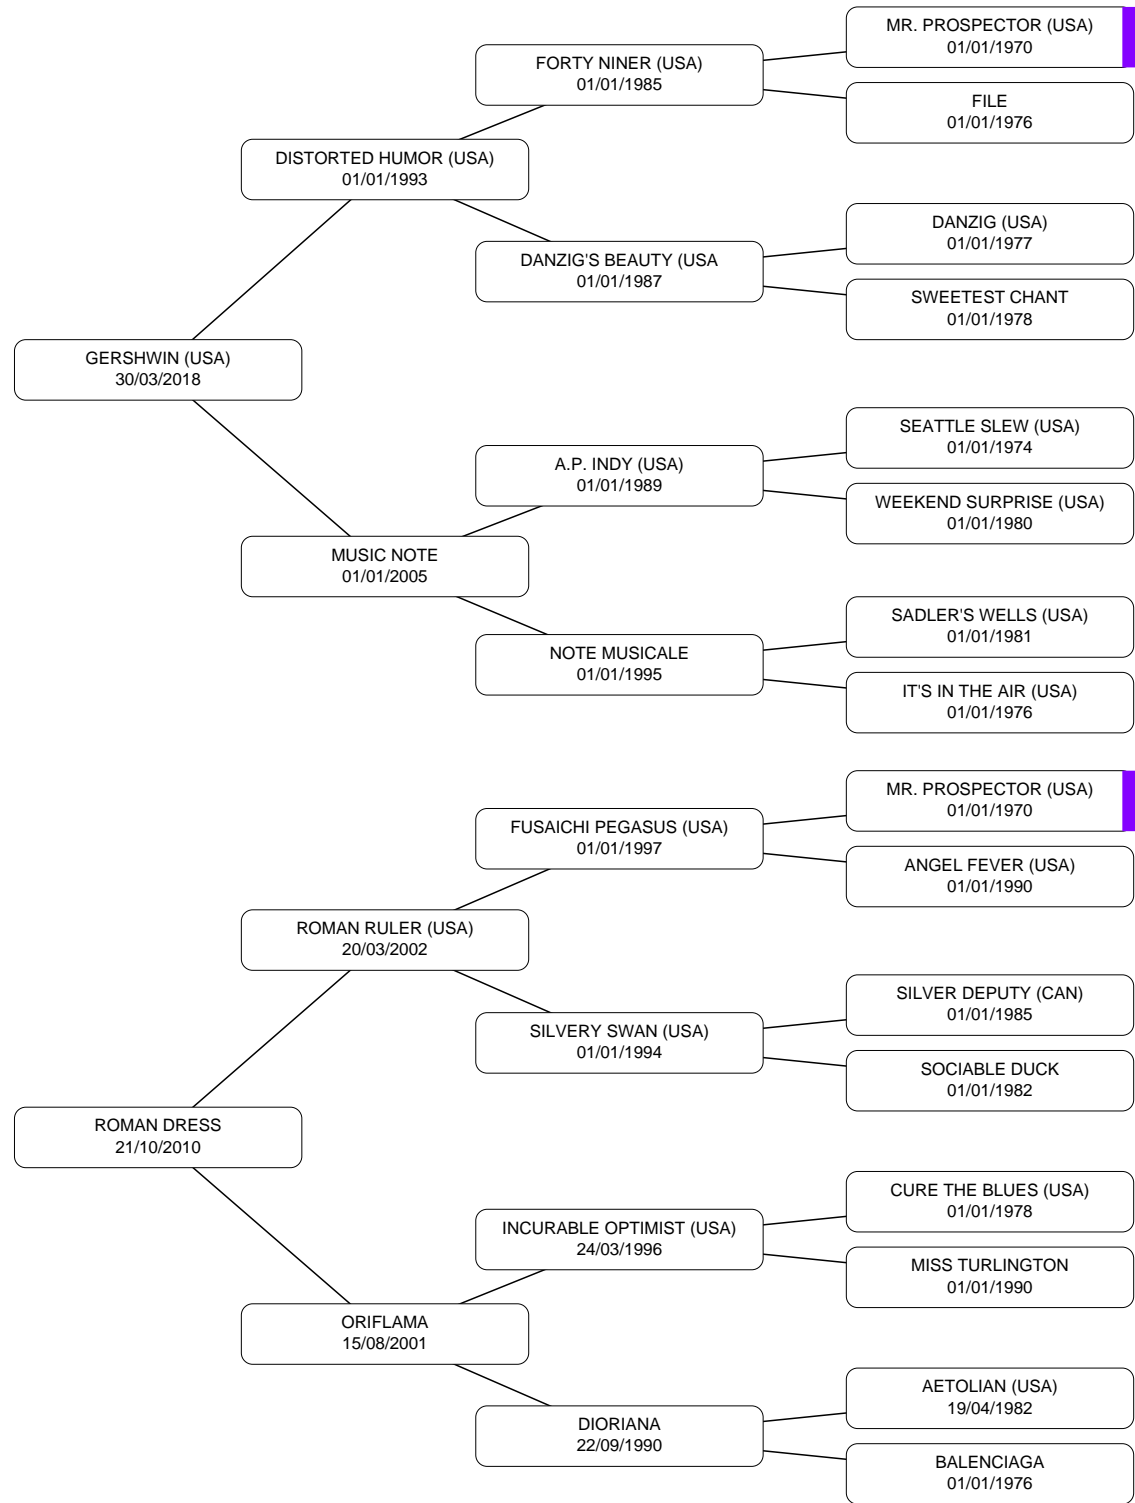 MR. PROSPECTOR (USA)
01/01/1970
FORTY NINER (USA)
01/01/1985
FILE
01/01/1976
DISTORTED HUMOR (USA)
01/01/1993
DANZIG (USA)
01/01/1977
DANZIG'S BEAUTY (USA
01/01/1987
SWEETEST CHANT
01/01/1978
GERSHWIN (USA)
30/03/2018
SEATTLE SLEW (USA)
01/01/1974
A.P. INDY (USA)
01/01/1989
WEEKEND SURPRISE (USA)
01/01/1980
MUSIC NOTE
01/01/2005
SADLER'S WELLS (USA)
01/01/1981
NOTE MUSICALE
01/01/1995
IT'S IN THE AIR (USA)
01/01/1976
MR. PROSPECTOR (USA)
01/01/1970
FUSAICHI PEGASUS (USA)
01/01/1997
ANGEL FEVER (USA)
01/01/1990
ROMAN RULER (USA)
20/03/2002
SILVER DEPUTY (CAN)
01/01/1985
SILVERY SWAN (USA)
01/01/1994
SOCIABLE DUCK
01/01/1982
ROMAN DRESS
21/10/2010
CURE THE BLUES (USA)
01/01/1978
INCURABLE OPTIMIST (USA)
24/03/1996
MISS TURLINGTON
01/01/1990
ORIFLAMA
15/08/2001
AETOLIAN (USA)
19/04/1982
DIORIANA
22/09/1990
BALENCIAGA
01/01/1976